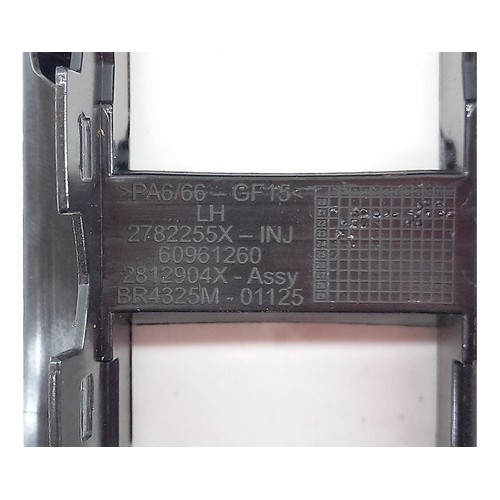 >PA6/66 - GF15<
LH
2782255X - INJ
60961260
2812904X - Assy
BR4325M - 01125